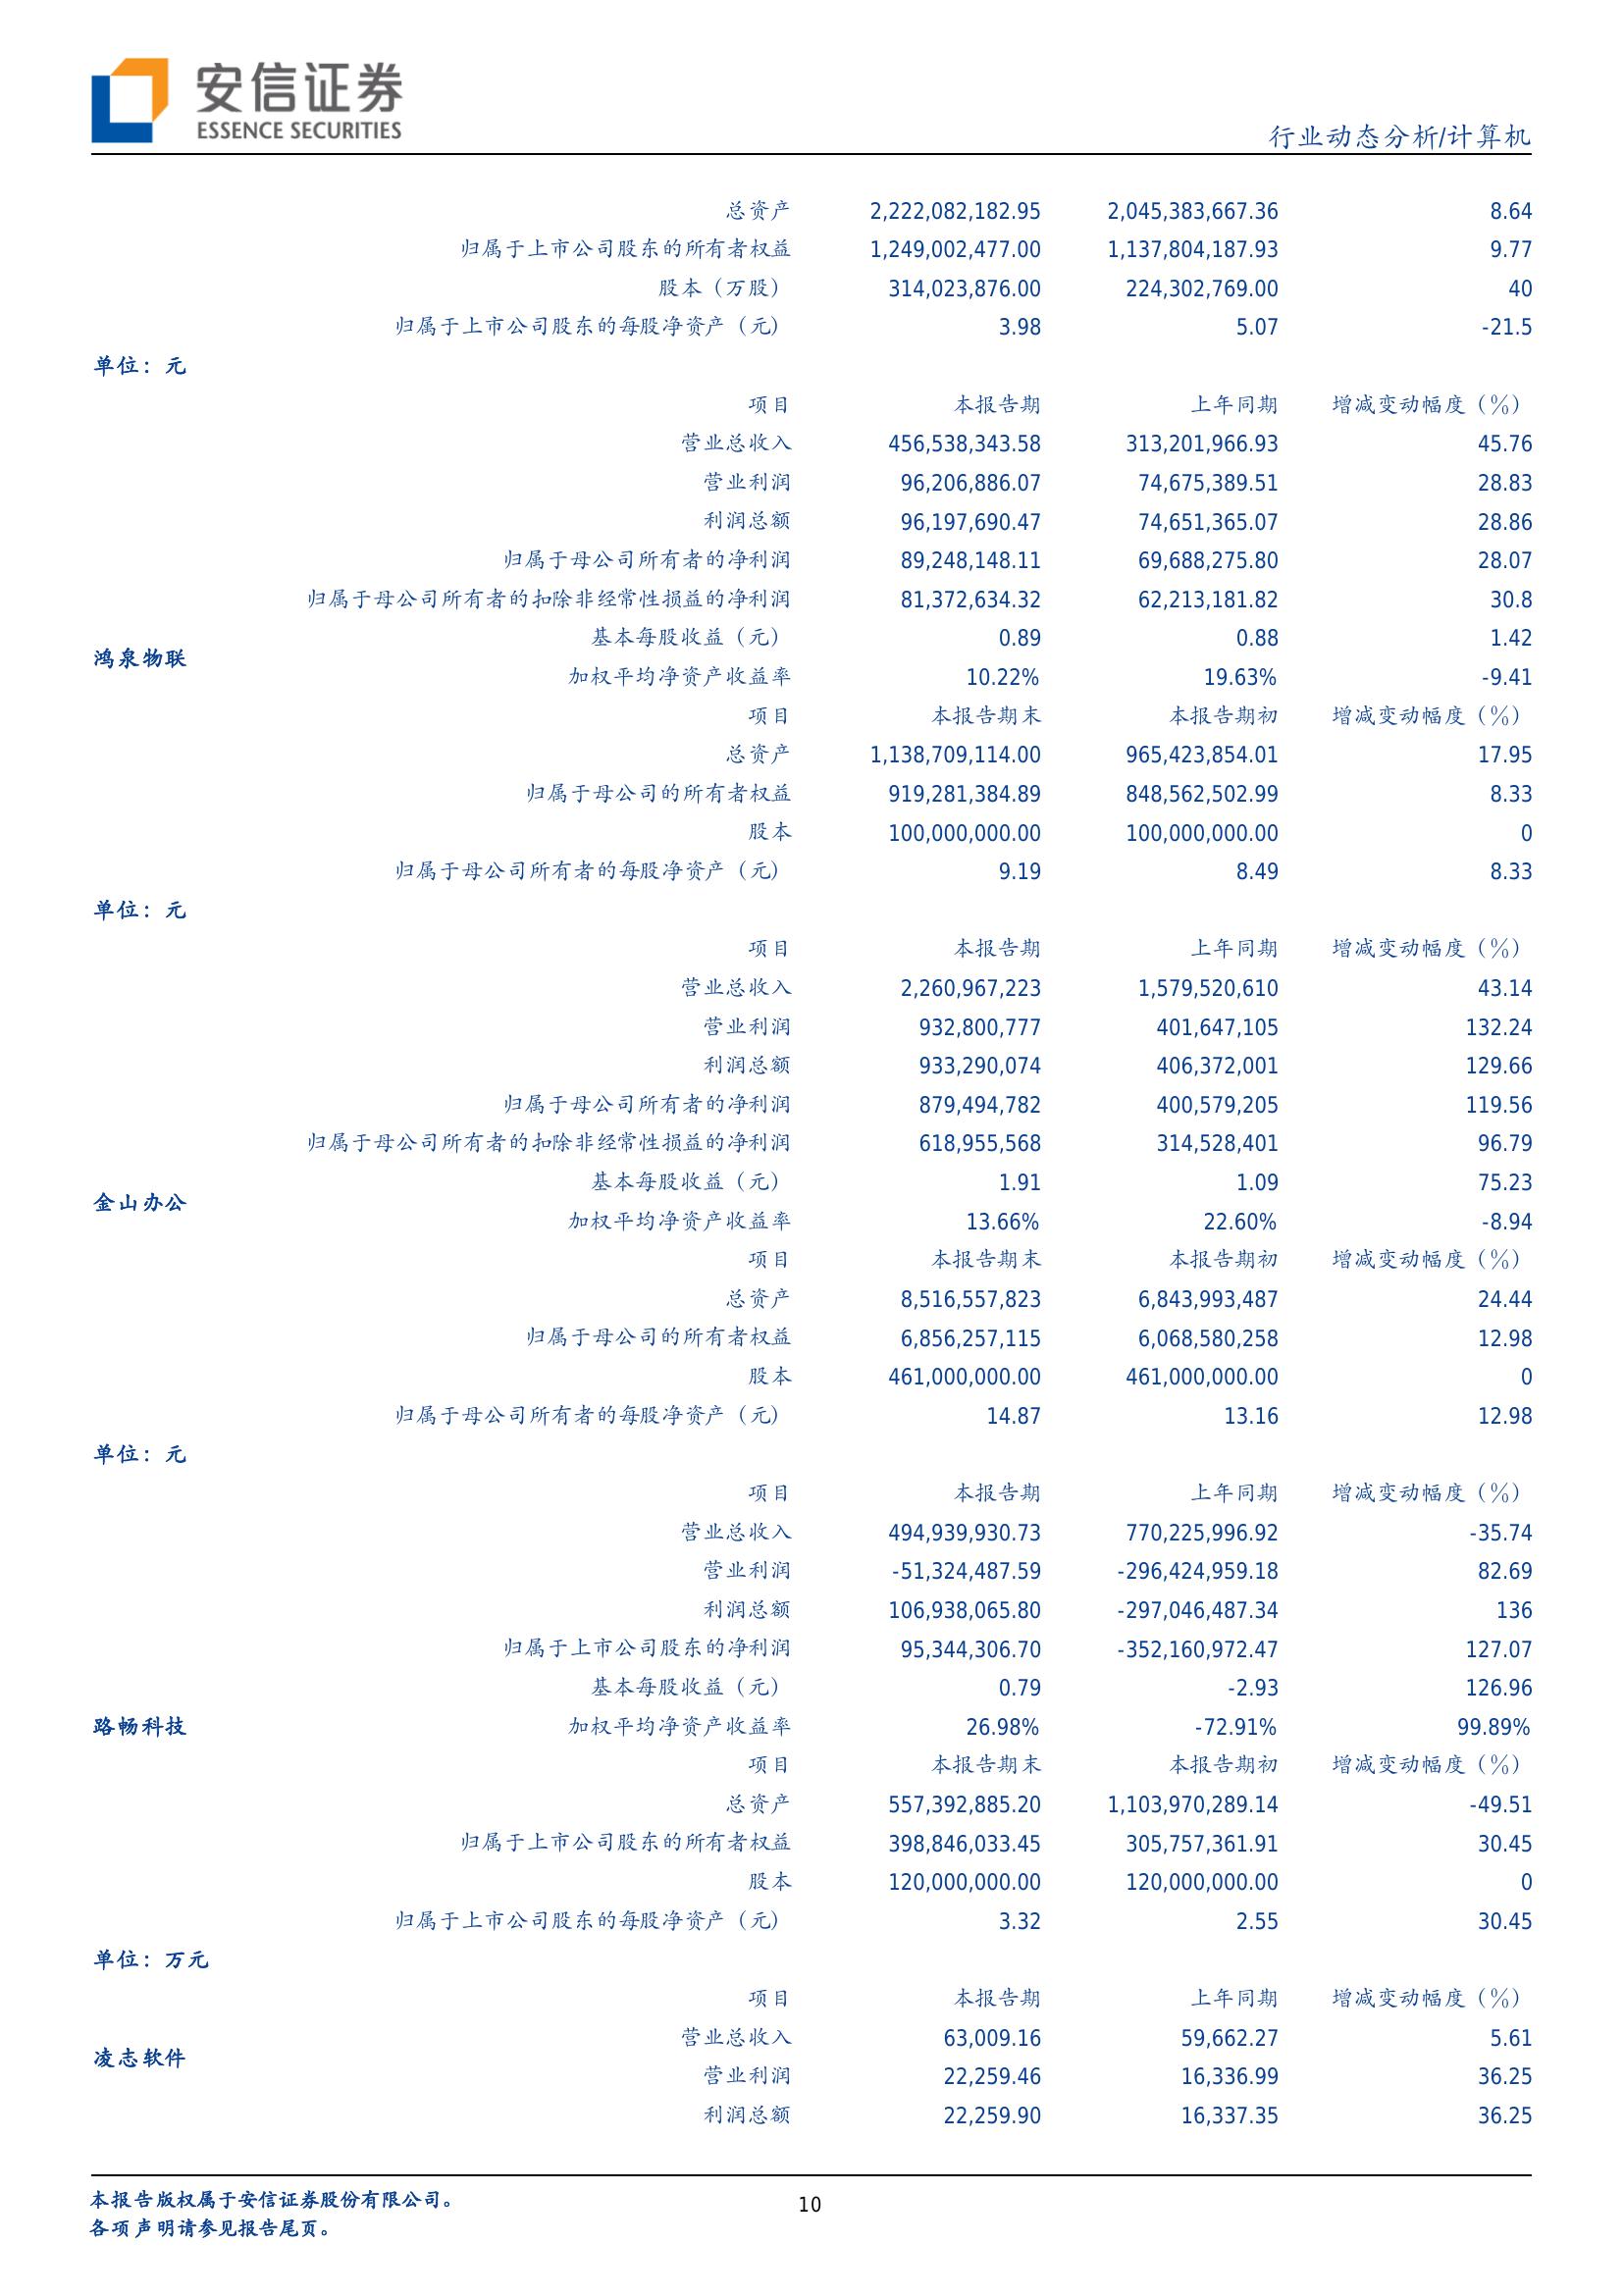 安信证券
ESSENCE SECURITIES
行业动态分析/计算机
总资产 2,222,082,182.95 2,045,383,667.36 8.64
归属于上市公司股东的所有者权益 1,249,002,477.00 1,137,804,187.93 9.77
股本（万股） 314,023,876.00 224,302,769.00 40
归属于上市公司股东的每股净资产（元） 3.98 5.07 -21.5
单位：元
项目 本报告期 上年同期 增减变动幅度（%）
营业总收入 456,538,343.58 313,201,966.93 45.76
营业利润 96,206,886.07 74,675,389.51 28.83
利润总额 96,197,690.47 74,651,365.07 28.86
归属于母公司所有者的净利润 89,248,148.11 69,688,275.80 28.07
归属于母公司所有者的扣除非经常性损益的净利润 81,372,634.32 62,213,181.82 30.8
基本每股收益（元） 0.89 0.88 1.42
鸿泉物联
加权平均净资产收益率 10.22% 19.63% -9.41
项目 本报告期末 本报告期初 增减变动幅度（%）
总资产 1,138,709,114.00 965,423,854.01 17.95
归属于母公司的所有者权益 919,281,384.89 848,562,502.99 8.33
股本 100,000,000.00 100,000,000.00 0
归属于母公司所有者的每股净资产（元） 9.19 8.49 8.33
单位：元
项目 本报告期 上年同期 增减变动幅度（%）
营业总收入 2,260,967,223 1,579,520,610 43.14
营业利润 932,800,777 401,647,105 132.24
利润总额 933,290,074 406,372,001 129.66
归属于母公司所有者的净利润 879,494,782 400,579,205 119.56
归属于母公司所有者的扣除非经常性损益的净利润 618,955,568 314,528,401 96.79
基本每股收益（元） 1.91 1.09 75.23
金山办公
加权平均净资产收益率 13.66% 22.60% -8.94
项目 本报告期末 本报告期初 增减变动幅度（%）
总资产 8,516,557,823 6,843,993,487 24.44
归属于母公司的所有者权益 6,856,257,115 6,068,580,258 12.98
股本 461,000,000.00 461,000,000.00 0
归属于母公司所有者的每股净资产（元） 14.87 13.16 12.98
单位：元
项目 本报告期 上年同期 增减变动幅度（%）
营业总收入 494,939,930.73 770,225,996.92 -35.74
营业利润 -51,324,487.59 -296,424,959.18 82.69
利润总额 106,938,065.80 -297,046,487.34 136
归属于上市公司股东的净利润 95,344,306.70 -352,160,972.47 127.07
基本每股收益（元） 0.79 -2.93 126.96
路畅科技 加权平均净资产收益率 26.98% -72.91% 99.89%
项目 本报告期末 本报告期初 增减变动幅度（%）
总资产 557,392,885.20 1,103,970,289.14 -49.51
归属于上市公司股东的所有者权益 398,846,033.45 305,757,361.91 30.45
股本 120,000,000.00 120,000,000.00 0
归属于上市公司股东的每股净资产（元） 3.32 2.55 30.45
单位：万元
项目 本报告期 上年同期 增减变动幅度（%）
营业总收入 63,009.16 59,662.27 5.61
凌志软件
营业利润 22,259.46 16,336.99 36.25
利润总额 22,259.90 16,337.35 36.25
本报告版权属于安信证券股份有限公司。
各项声明请参见报告尾页。
10